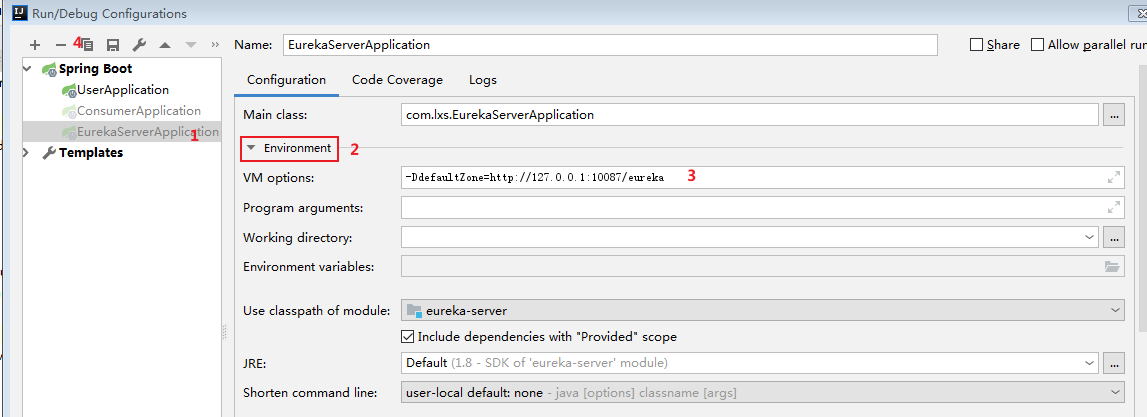 Run/Debug Configurations
4
Name: EurekaServerApplication Share Allow parallel run
Spring Boot
UserApplication
ConsumerApplication
EurekaServerApplication
1
Templates
Configuration Code Coverage Logs
Main class: com.lxs.EurekaServerApplication ...
Environment 2
VM options: -DdefaultZone=http://127.0.0.1:10087/eureka 3
Program arguments:
Working directory: ...
Environment variables:
Use classpath of module: eureka-server
Include dependencies with "Provided" scope
JRE: Default (1.8 - SDK of 'eureka-server' module) ...
Shorten command line: user-local default: none - java [options] classname [args]